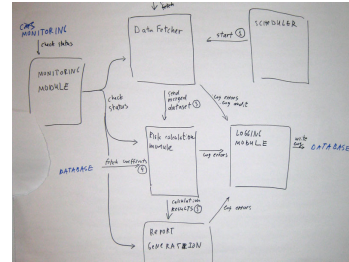 fetch
CMS
MONITORING
check status
Data Fetcher
SCHEDULER
start
MONITORING
MODULE
check
status
send
merged
dataset
log errors
log audit
Risk calculation
module
LOGGING
MODULE
write
log
DATABASE
log errors
DATABASE
fetch coefficients
calculation
RESULTS
log errors
REPORT
GENERATION